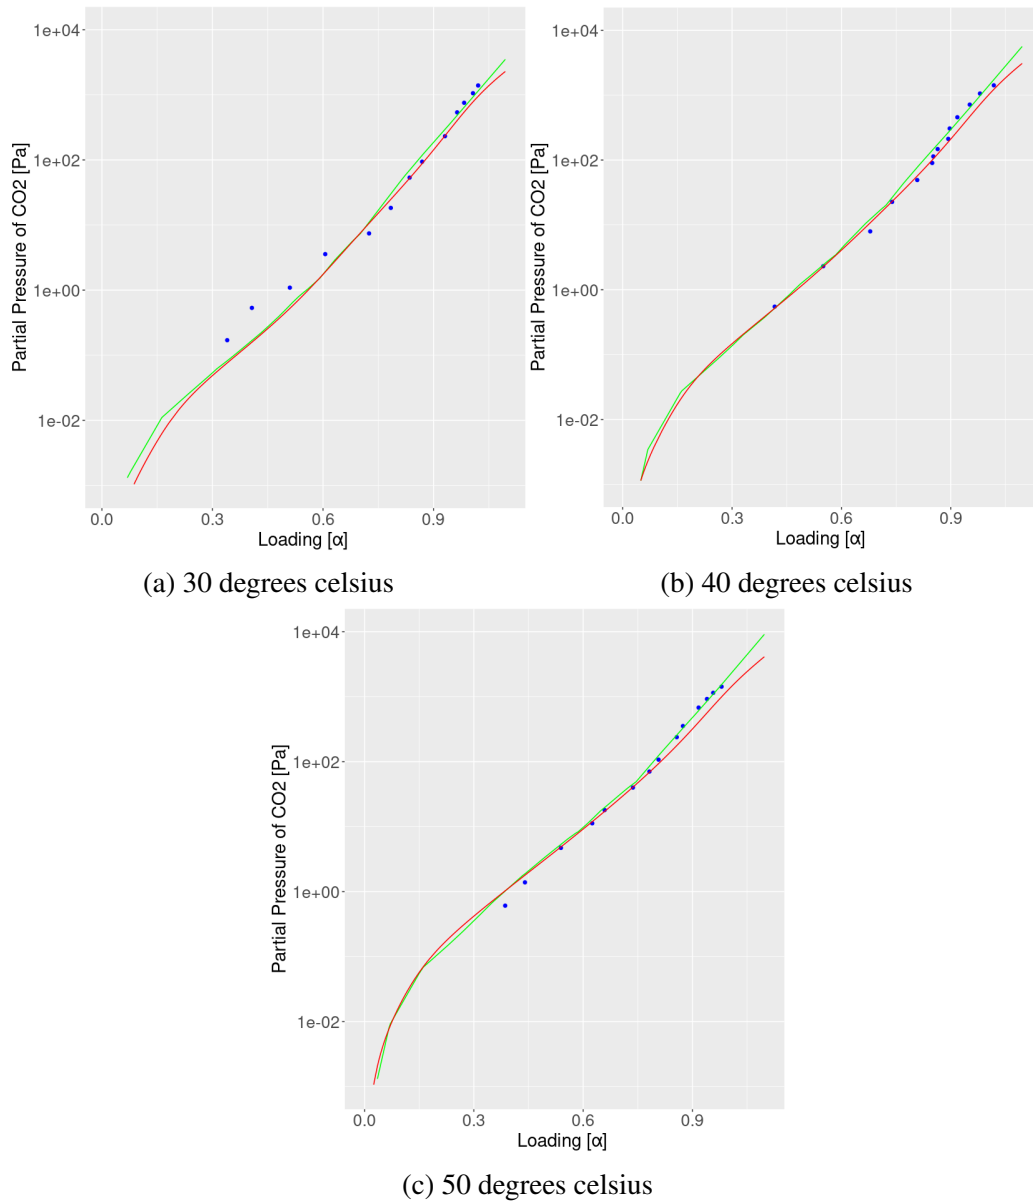 1e+04
1e+02
1e+00
1e-02
Partial Pressure of CO2 [Pa]
0.0 0.3 0.6 0.9
Loading [α]
(a) 30 degrees celsius
1e+04
1e+02
1e+00
1e-02
Partial Pressure of CO2 [Pa]
0.0 0.3 0.6 0.9
Loading [α]
(b) 40 degrees celsius
1e+04
1e+02
1e+00
1e-02
Partial Pressure of CO2 [Pa]
0.0 0.3 0.6 0.9
Loading [α]
(c) 50 degrees celsius